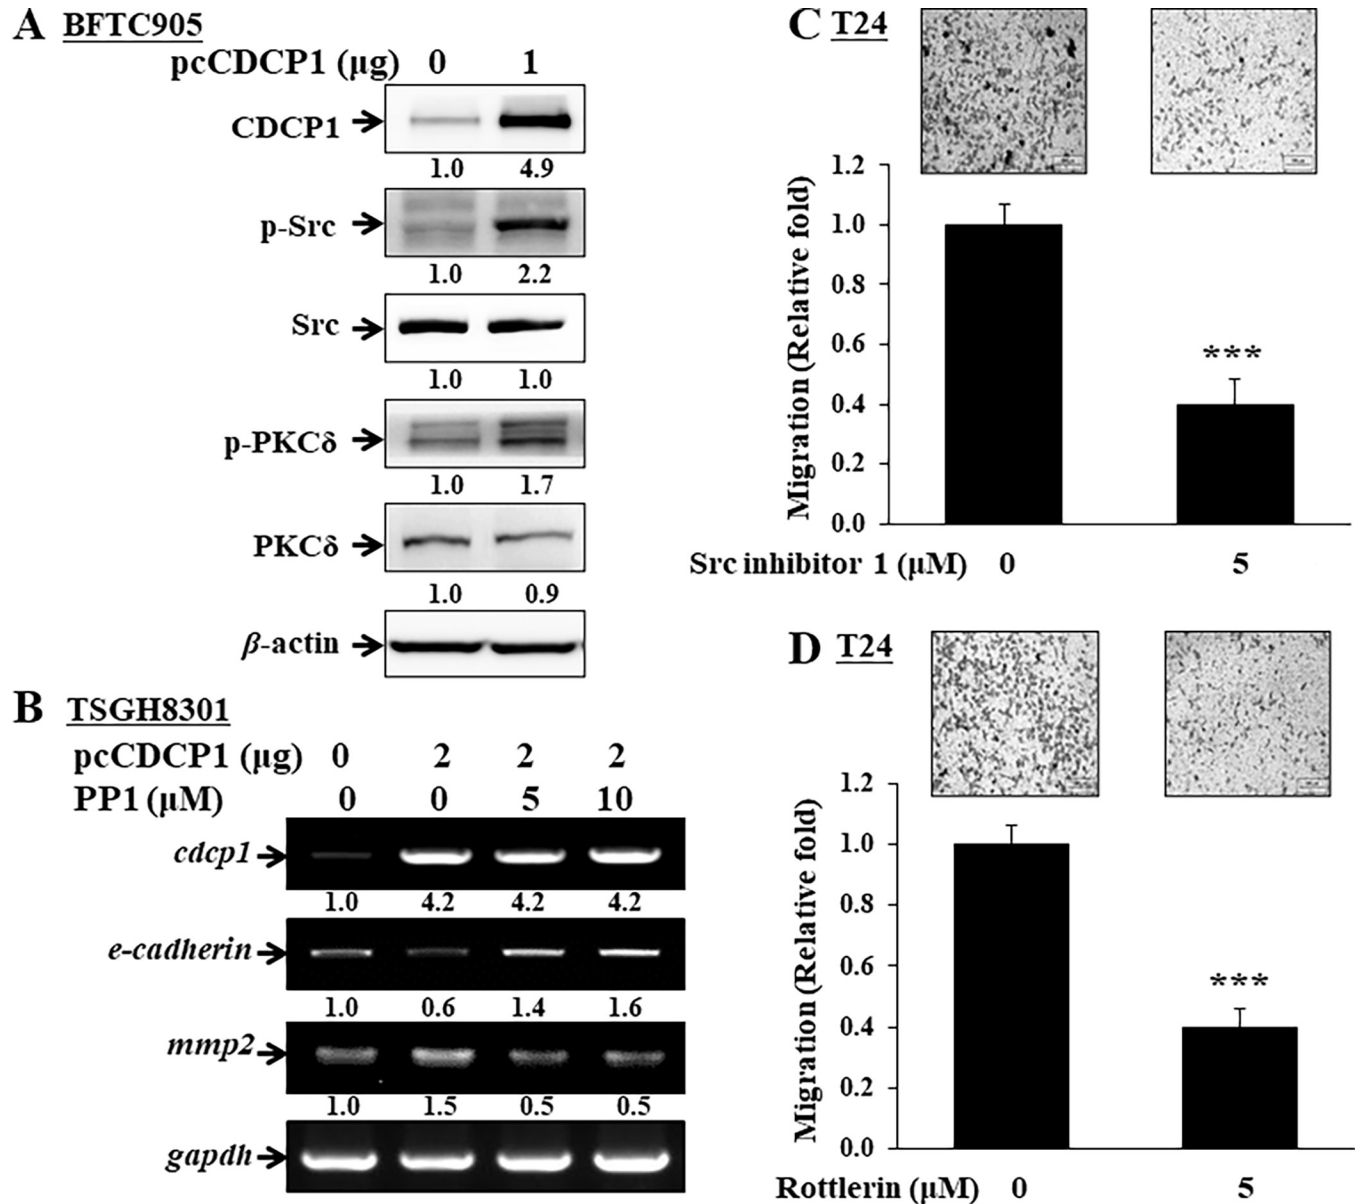 A BFTC905
pcCDCP1 (μg) 0 1
CDCP1
1.0 4.9
p-Src
1.0 2.2
Src
1.0 1.0
p-PKCδ
1.0 1.7
PKCδ
1.0 0.9
β-actin
B TSGH8301
pcCDCP1 (μg) 0 2 2 2
PP1 (μM) 0 0 5 10
cdcp1
1.0 4.2 4.2 4.2
e-cadherin
1.0 0.6 1.4 1.6
mmp2
1.0 1.5 0.5 0.5
gapdh
C T24
Migration (Relative fold)
1.2
1.0
0.8
0.6
0.4
0.2
0.0
***
Src inhibitor 1 (μM) 0 5
D T24
Migration (Relative fold)
1.2
1.0
0.8
0.6
0.4
0.2
0.0
***
Rottlerin (μM) 0 5